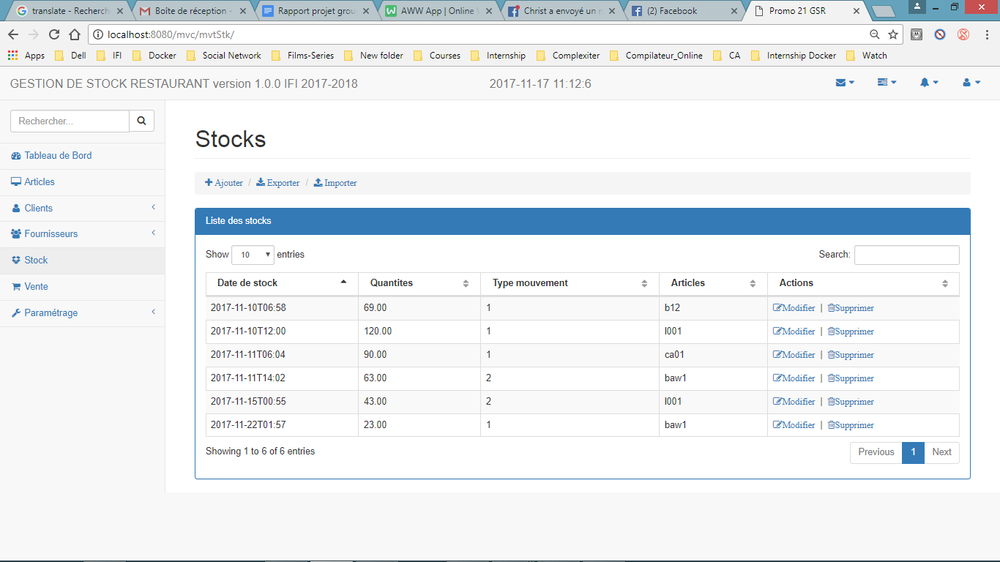 translate - Recherch
Boîte de réception -
Rapport projet grou
AWW App | Online W
Christ a envoyé un m
(2) Facebook
Promo 21 GSR
localhost:8080/mvc/mvtStk/
Apps Dell IFI Docker Social Network Films-Series New folder Courses Internship Complexiter Compilateur_Online CA Internship Docker Watch
GESTION DE STOCK RESTAURANT version 1.0.0 IFI 2017-2018 2017-11-17 11:12:6
Rechercher...
Tableau de Bord
Articles
Clients
Fournisseurs
Stock
Vente
Paramétrage
Stocks
Ajouter / Exporter / Importer
Liste des stocks
Show 10 entries Search:
Date de stock Quantites Type mouvement Articles Actions
2017-11-10T06:58 69.00 1 b12 Modifier | Supprimer
2017-11-10T12:00 120.00 1 l001 Modifier | Supprimer
2017-11-11T06:04 90.00 1 ca01 Modifier | Supprimer
2017-11-11T14:02 63.00 2 baw1 Modifier | Supprimer
2017-11-15T00:55 43.00 2 l001 Modifier | Supprimer
2017-11-22T01:57 23.00 1 baw1 Modifier | Supprimer
Showing 1 to 6 of 6 entries Previous 1 Next